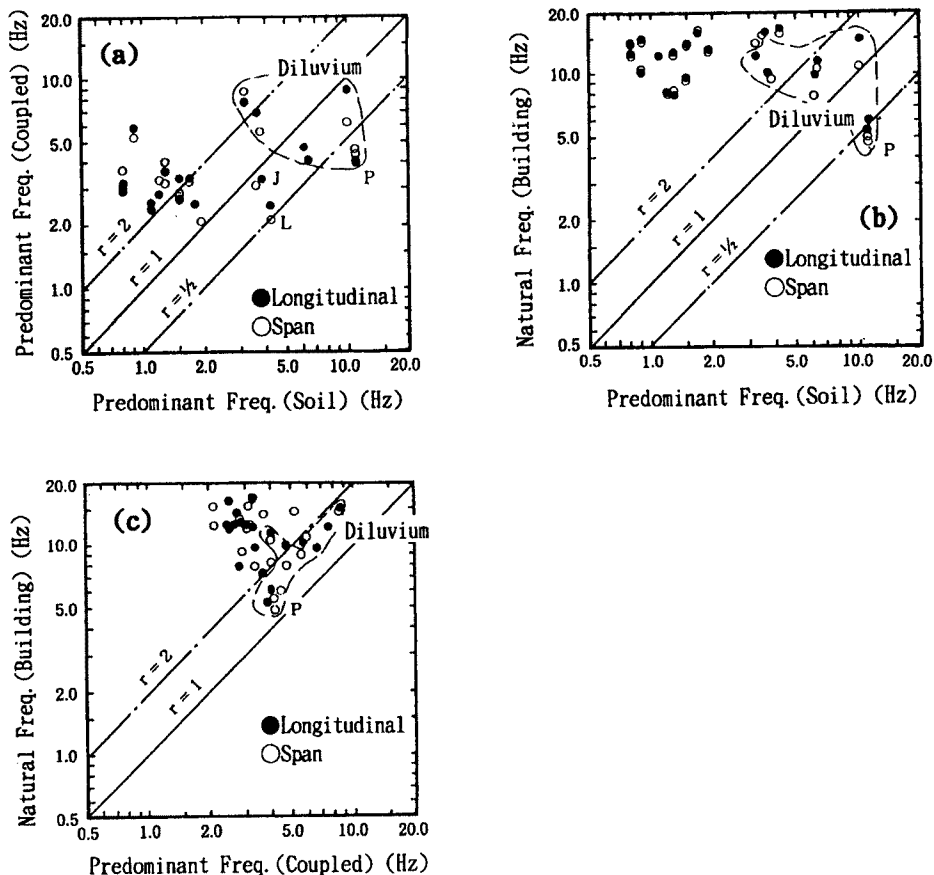 20.0
(a)
Diluvium
10.0
5.0
J
P
2.0
L
r = 2
r = 1
r = ½
1.0
●Longitudinal
○Span
0.5
0.5 1.0 2.0 5.0 10.0 20.0
Predominant Freq.(Coupled) (Hz)
Predominant Freq.(Soil) (Hz)
20.0
(b)
10.0
Diluvium
5.0
P
r = 2
2.0
(b)
r = 1
r = ½
●Longitudinal
1.0
○Span
0.5
0.5 1.0 2.0 5.0 10.0 20.0
Natural Freq.(Building) (Hz)
Predominant Freq.(Soil) (Hz)
20.0
(c)
Diluvium
10.0
P
5.0
r = 2
r = 1
2.0
●Longitudinal
○Span
1.0
0.5
0.5 1.0 2.0 5.0 10.0 20.0
Natural Freq.(Building) (Hz)
Predominant Freq.(Coupled) (Hz)